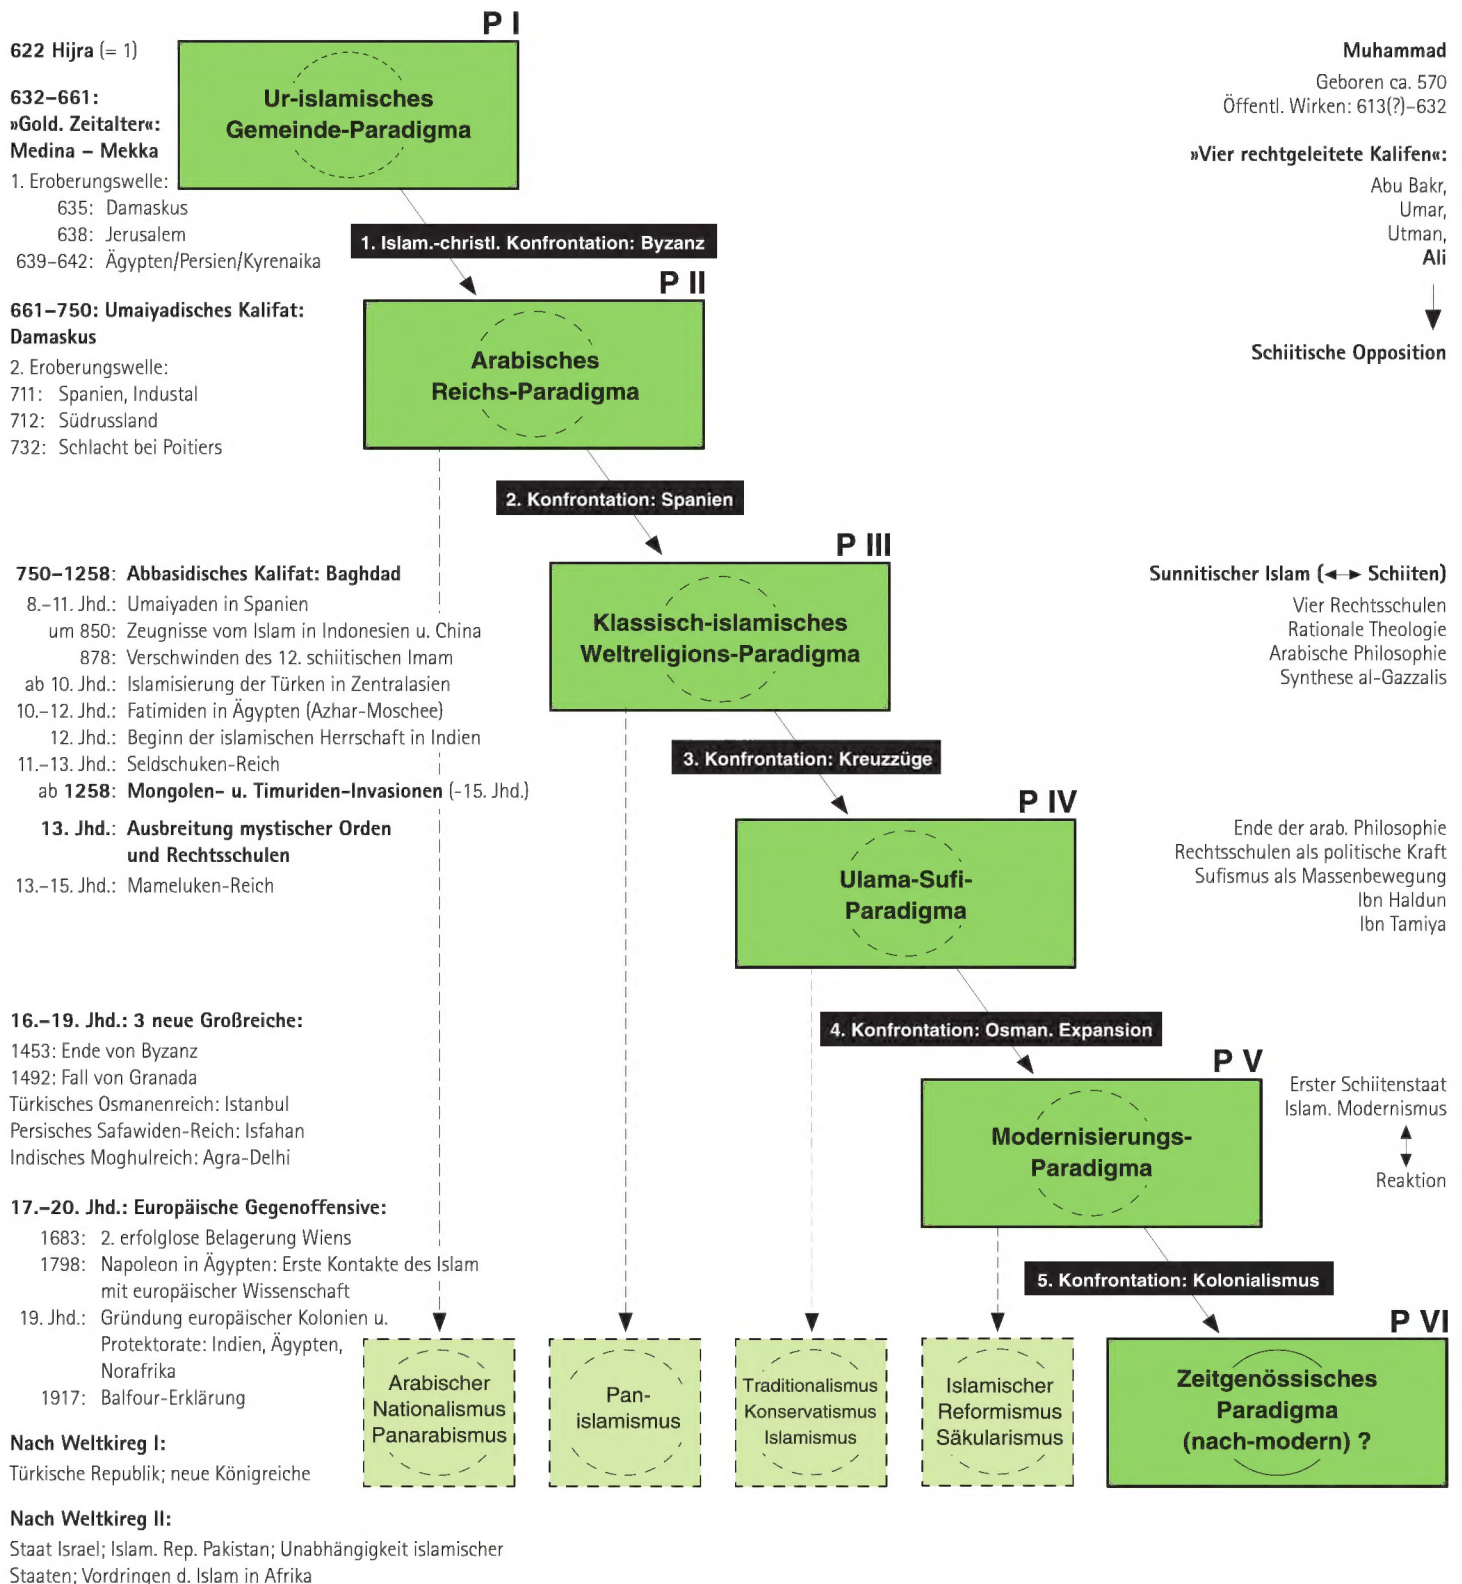 P I
622 Hijra (= 1)
632–661:
»Gold. Zeitalter«:
Medina – Mekka
1. Eroberungswelle:
635: Damaskus
638: Jerusalem
639–642: Ägypten/Persien/Kyrenaika
Ur-islamisches
Gemeinde-Paradigma
Muhammad
Geboren ca. 570
Öffentl. Wirken: 613(?)–632
»Vier rechtgeleitete Kalifen«:
Abu Bakr,
Umar,
Utman,
Ali
Schiitische Opposition
1. Islam.-christl. Konfrontation: Byzanz
P II
661–750: Umaiyadisches Kalifat:
Damaskus
2. Eroberungswelle:
711: Spanien, Industal
712: Südrussland
732: Schlacht bei Poitiers
Arabisches
Reichs-Paradigma
2. Konfrontation: Spanien
P III
750–1258: Abbasidisches Kalifat: Baghdad
8.–11. Jhd.: Umaiyaden in Spanien
um 850: Zeugnisse vom Islam in Indonesien u. China
878: Verschwinden des 12. schiitischen Imam
ab 10. Jhd.: Islamisierung der Türken in Zentralasien
10.–12. Jhd.: Fatimiden in Ägypten (Azhar-Moschee)
12. Jhd.: Beginn der islamischen Herrschaft in Indien
11.–13. Jhd.: Seldschuken-Reich
ab 1258: Mongolen- u. Timuriden-Invasionen (-15. Jhd.)
13. Jhd.: Ausbreitung mystischer Orden
und Rechtsschulen
13.–15. Jhd.: Mameluken-Reich
Klassisch-islamisches
Weltreligions-Paradigma
Sunnitischer Islam (◄─► Schiiten)
Vier Rechtsschulen
Rationale Theologie
Arabische Philosophie
Synthese al-Gazzalis
3. Konfrontation: Kreuzzüge
P IV
Ulama-Sufi-
Paradigma
Ende der arab. Philosophie
Rechtsschulen als politische Kraft
Sufismus als Massenbewegung
Ibn Haldun
Ibn Tamiya
4. Konfrontation: Osman. Expansion
P V
16.–19. Jhd.: 3 neue Großreiche:
1453: Ende von Byzanz
1492: Fall von Granada
Türkisches Osmanenreich: Istanbul
Persisches Safawiden-Reich: Isfahan
Indisches Moghulreich: Agra-Delhi
Modernisierungs-
Paradigma
Erster Schiitenstaat
Islam. Modernismus
Reaktion
17.–20. Jhd.: Europäische Gegenoffensive:
1683: 2. erfolglose Belagerung Wiens
1798: Napoleon in Ägypten: Erste Kontakte des Islam
mit europäischer Wissenschaft
19. Jhd.: Gründung europäischer Kolonien u.
Protektorate: Indien, Ägypten,
Norafrika
1917: Balfour-Erklärung
5. Konfrontation: Kolonialismus
P VI
Arabischer
Nationalismus
Panarabismus
Pan-
islamismus
Traditionalismus
Konservatismus
Islamismus
Islamischer
Reformismus
Säkularismus
Zeitgenössisches
Paradigma
(nach-modern) ?
Nach Weltkireg I:
Türkische Republik; neue Königreiche
Nach Weltkireg II:
Staat Israel; Islam. Rep. Pakistan; Unabhängigkeit islamischer
Staaten; Vordringen d. Islam in Afrika